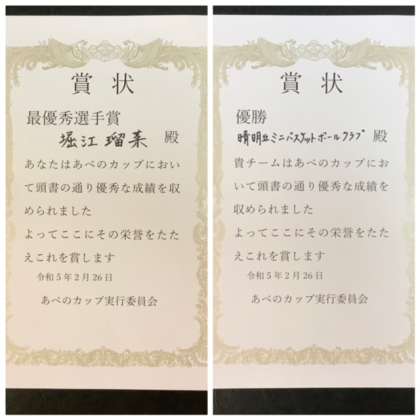 賞状
最優秀選手賞
堀江瑠菜 殿
あなたはあべのカップにおい
て頭書の通り優秀な成績を収
められました
よってここにその栄誉をたた
えこれを賞します
令和5年2月26日
あべのカップ実行委員会
賞状
優勝
晴明丘ミニバスケットボールクラブ 殿
貴チームはあべのカップにお
いて頭書の通り優秀な成績を
収められました
よってここにその栄誉をたた
えこれを賞します
令和5年2月26日
あべのカップ実行委員会